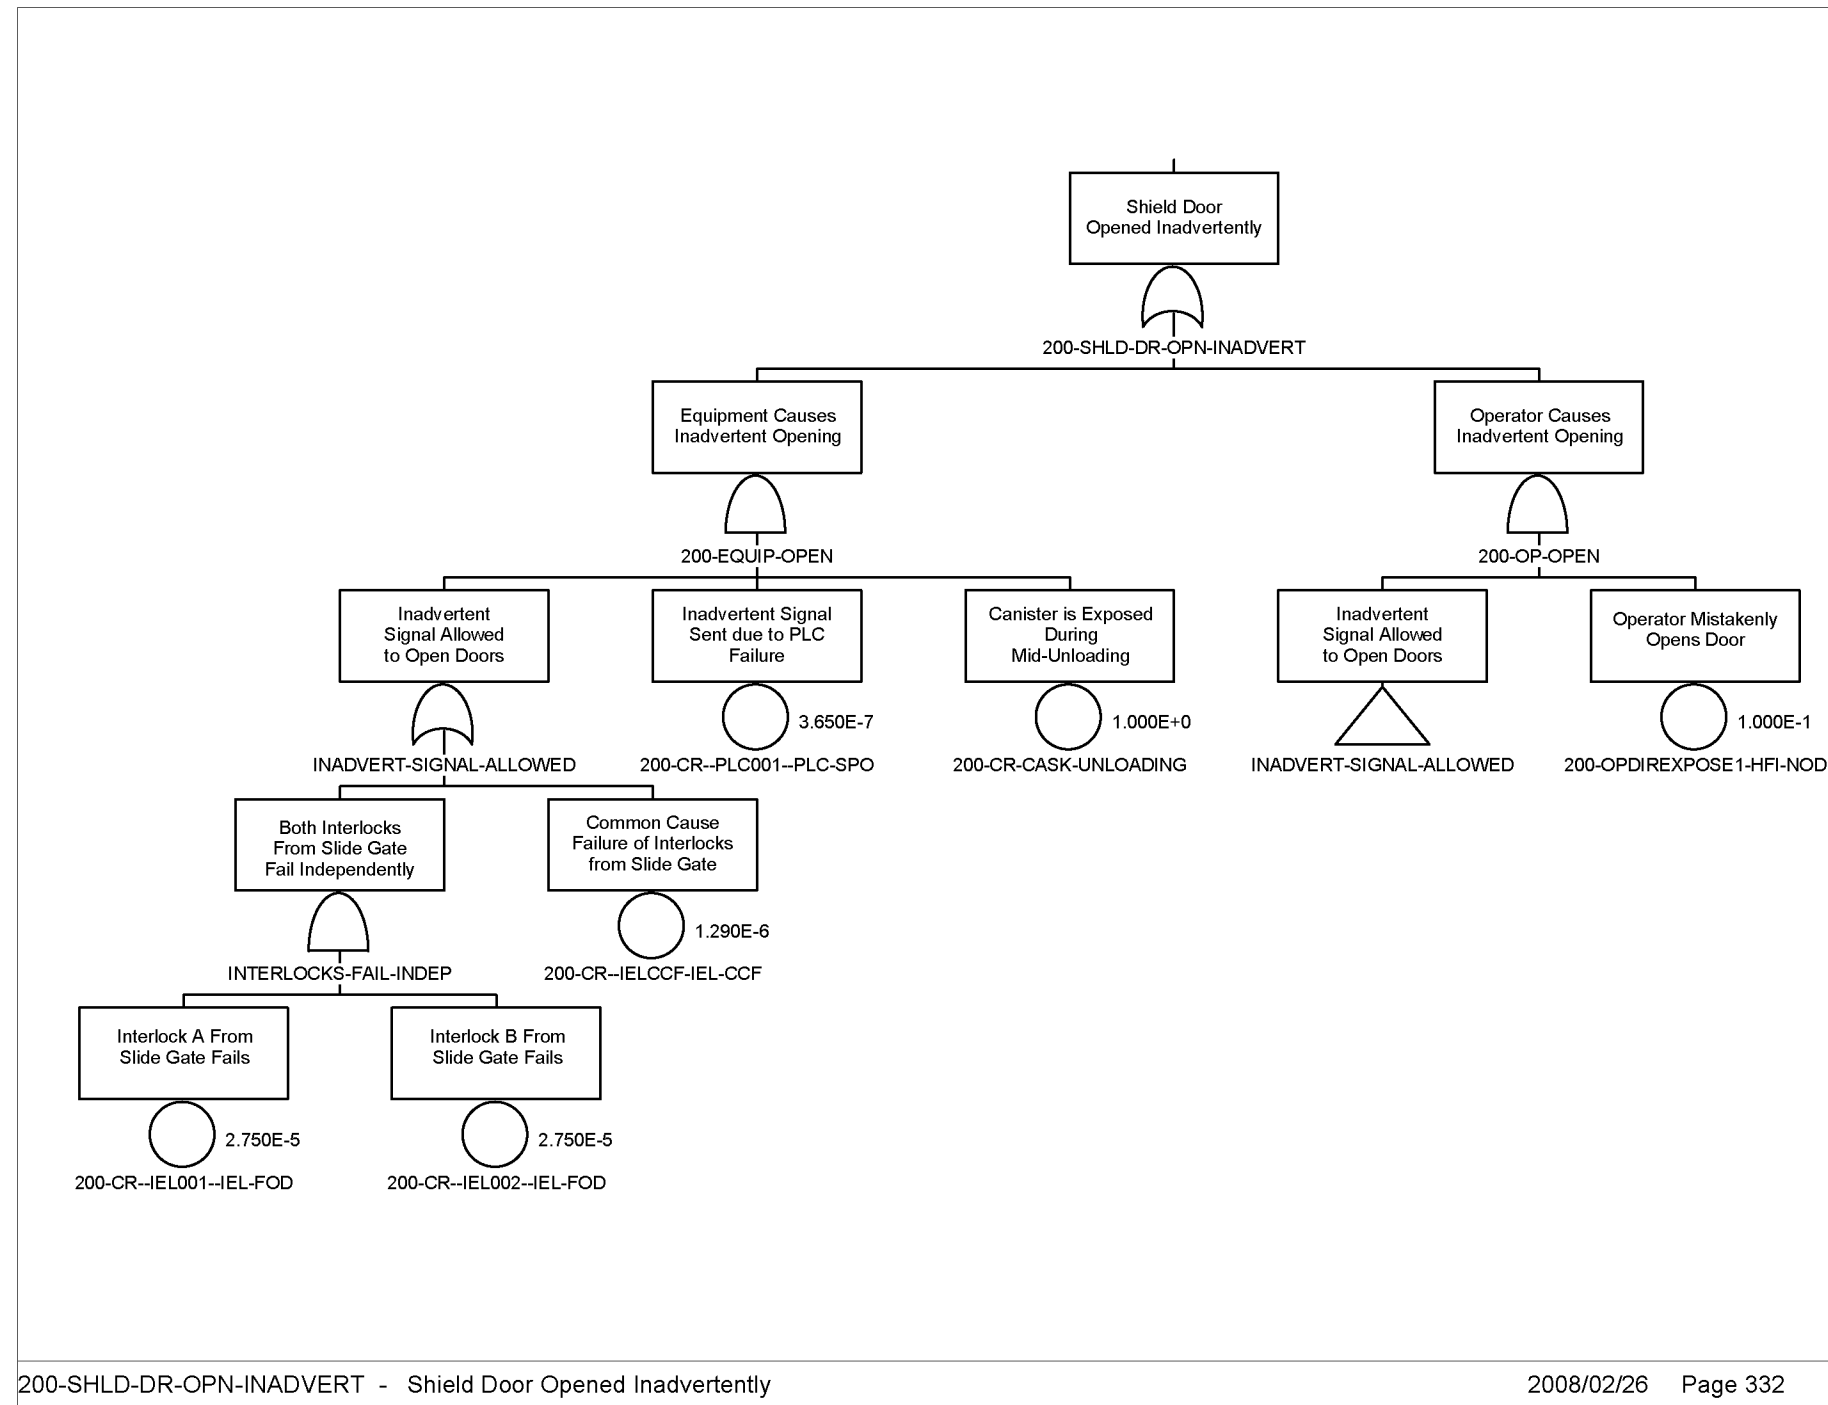 Shield Door
Opened Inadvertently
200-SHLD-DR-OPN-INADVERT
Equipment Causes
Inadvertent Opening
200-EQUIP-OPEN
Operator Causes
Inadvertent Opening
200-OP-OPEN
Inadvertent
Signal Allowed
to Open Doors
INADVERT-SIGNAL-ALLOWED
Inadvertent Signal
Sent due to PLC
Failure
3.650E-7
200-CR--PLC001--PLC-SPO
Canister is Exposed
During
Mid-Unloading
1.000E+0
200-CR-CASK-UNLOADING
Inadvertent
Signal Allowed
to Open Doors
INADVERT-SIGNAL-ALLOWED
Operator Mistakenly
Opens Door
1.000E-1
200-OPDIREXPOSE1-HFI-NOD
Both Interlocks
From Slide Gate
Fail Independently
INTERLOCKS-FAIL-INDEP
Common Cause
Failure of Interlocks
from Slide Gate
1.290E-6
200-CR--IELCCF-IEL-CCF
Interlock A From
Slide Gate Fails
2.750E-5
200-CR--IEL001--IEL-FOD
Interlock B From
Slide Gate Fails
2.750E-5
200-CR--IEL002--IEL-FOD
200-SHLD-DR-OPN-INADVERT - Shield Door Opened Inadvertently
2008/02/26 Page 332